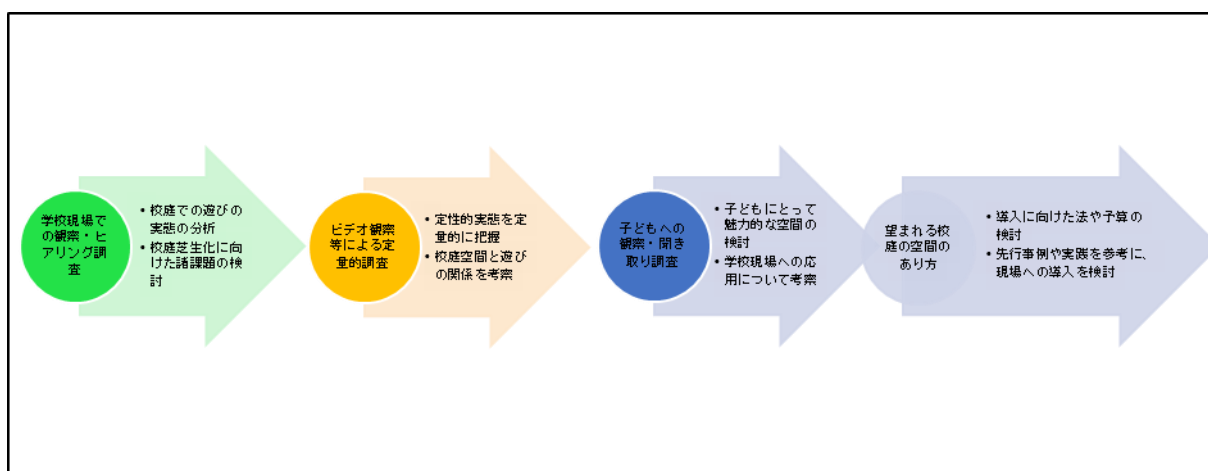 学校現場で
の観察・ヒ
アリング調
査
• 校庭での遊びの
実態の分析
• 校庭芝生化に向
けた諸課題の検
討
ビデオ観察
等による定
量的調査
• 定性的実態を定
量的に把握
• 校庭空間と遊び
の関係を考察
子どもへの
観察・聞き
取り調査
• 子どもにとって
魅力的な空間の
検討
• 学校現場への応
用について考察
望まれる校
庭の空間の
あり方
• 導入に向けた法や予算の
検討
• 先行事例や実践を参考に、
現場への導入を検討